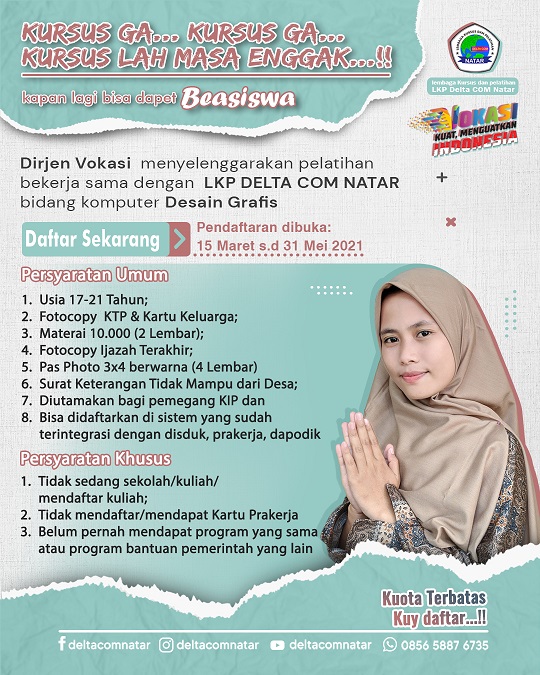 KURSUS GA... KURSUS GA...
KURSUS LAH MASA ENGGAK...!!
kapan lagi bisa dapet Beasiswa
NATAR
lembaga Kursus dan pelatihan
LKP Delta COM Natar
VOKASI
KUAT, MENGUATKAN
INDONESIA
Dirjen Vokasi menyelenggarakan pelatihan
bekerja sama dengan LKP DELTA COM NATAR
bidang komputer Desain Grafis
Daftar Sekarang
Pendaftaran dibuka:
15 Maret s.d 31 Mei 2021
Persyaratan Umum
1. Usia 17-21 Tahun;
2. Fotocopy KTP & Kartu Keluarga;
3. Materai 10.000 (2 Lembar);
4. Fotocopy Ijazah Terakhir;
5. Pas Photo 3x4 berwarna (4 Lembar)
6. Surat Keterangan Tidak Mampu dari Desa;
7. Diutamakan bagi pemegang KIP dan
8. Bisa didaftarkan di sistem yang sudah
terintegrasi dengan disduk, prakerja, dapodik
Persyaratan Khusus
1. Tidak sedang sekolah/kuliah/
mendaftar kuliah;
2. Tidak mendaftar/mendapat Kartu Prakerja
3. Belum pernah mendapat program yang sama
atau program bantuan pemerintah yang lain
Kuota Terbatas
Kuy daftar...!!
deltacomnatar deltacomnatar deltacomnatar 0856 5887 6735